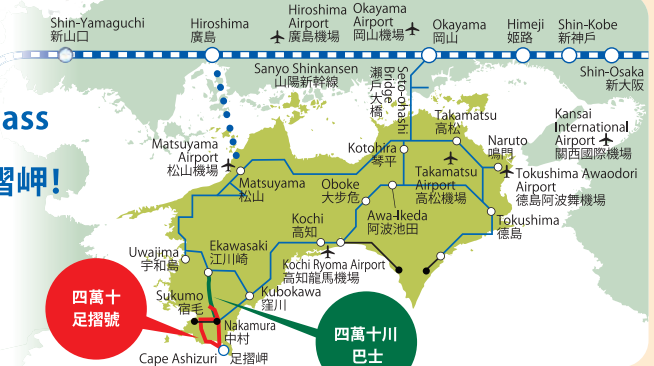 Shin-Yamaguchi
新山口
Hiroshima
廣島
Hiroshima
Airport
廣島機場
Okayama
Airport
岡山機場
Okayama
岡山
Himeji
姬路
Shin-Kobe
新神戶
Sanyo Shinkansen
山陽新幹線
Shin-Osaka
新大阪
Seto-ohashi
Bridge
瀨戶大橋
ass
摺岬!
Matsuyama
Airport
松山機場
Matsuyama
松山
Kotohira
琴平
Takamatsu
高松
Naruto
鳴門
Kansai
International
Airport
關西國際機場
Takamatsu
Airport
高松機場
Tokushima Awaodori
Airport
德島阿波舞機場
Oboke
大步危
Awa-Ikeda
阿波池田
Tokushima
德島
Kochi
高知
Kochi Ryoma Airport
高知龍馬機場
Uwajima
宇和島
Ekawasaki
江川崎
Kubokawa
窪川
Sukumo
宿毛
Nakamura
中村
Cape Ashizuri
足摺岬
四萬十
足摺號
四萬十川
巴士